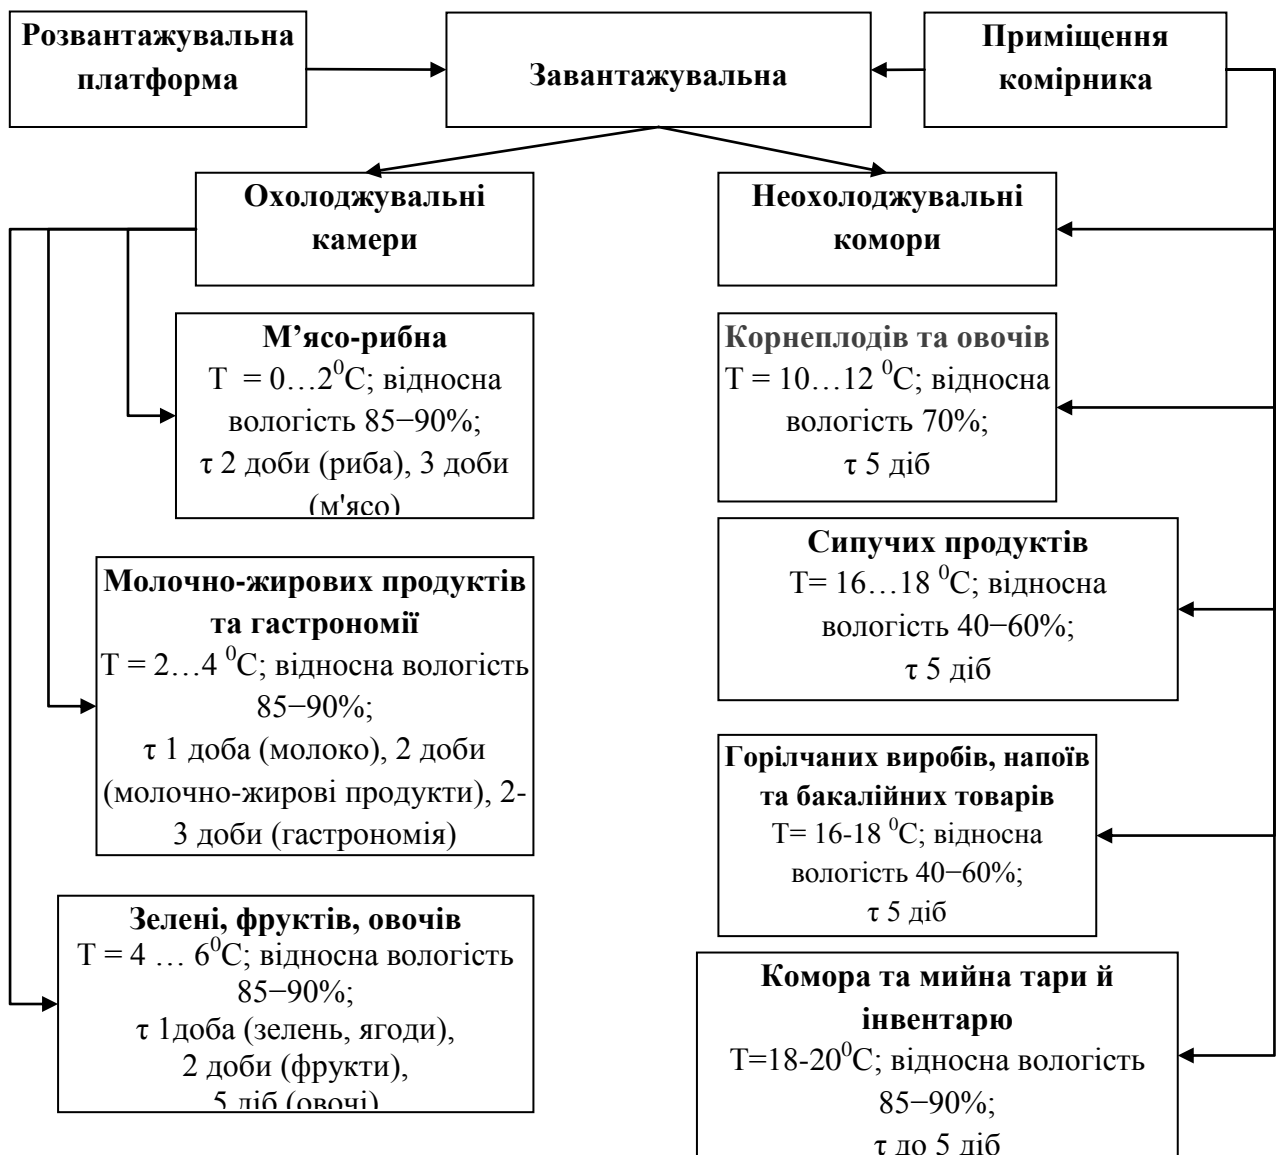 Розвантажувальна
платформа
Завантажувальна
Приміщення
комірника
Охолоджувальні
камери
Неохолоджувальні
комори
М’ясо-рибна
Т = 0…2⁰С; відносна
вологість 85−90%;
τ 2 доби (риба), 3 доби
(м'ясо)
Корнеплодів та овочів
Т = 10…12 ⁰С; відносна
вологість 70%;
τ 5 діб
Сипучих продуктів
Т= 16…18 ⁰С; відносна
вологість 40−60%;
τ 5 діб
Молочно-жирових продуктів
та гастрономії
Т = 2…4 ⁰С; відносна вологість
85−90%;
τ 1 доба (молоко), 2 доби
(молочно-жирові продукти), 2-
3 доби (гастрономія)
Горілчаних виробів, напоїв
та бакалійних товарів
Т= 16-18 ⁰С; відносна
вологість 40−60%;
τ 5 діб
Зелені, фруктів, овочів
Т = 4 … 6⁰С; відносна вологість
85−90%;
τ 1доба (зелень, ягоди),
2 доби (фрукти),
5 діб (овочі)
Комора та мийна тари й
інвентарю
Т=18-20⁰С; відносна вологість
85−90%;
τ до 5 діб